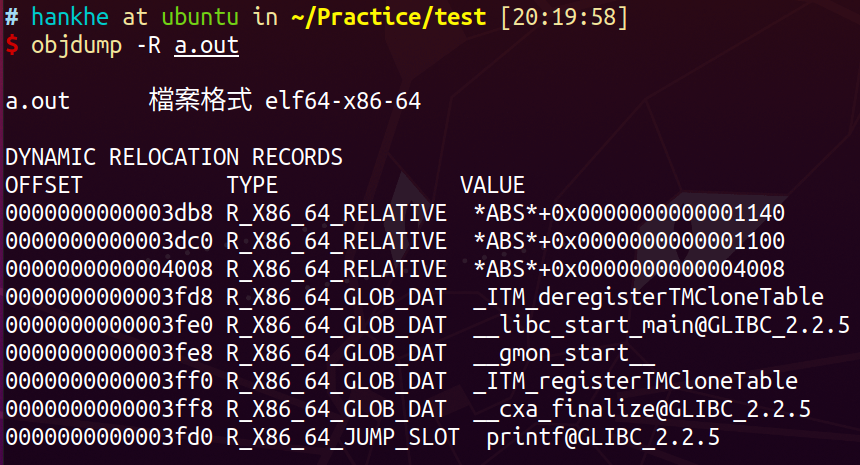 # hankhe at ubuntu in ~/Practice/test [20:19:58]
$ objdump -R a.out
a.out      檔案格式 elf64-x86-64
DYNAMIC RELOCATION RECORDS
OFFSET           TYPE              VALUE
0000000000003db8 R_X86_64_RELATIVE  *ABS*+0x0000000000001140
0000000000003dc0 R_X86_64_RELATIVE  *ABS*+0x0000000000001100
0000000000004008 R_X86_64_RELATIVE  *ABS*+0x0000000000004008
0000000000003fd8 R_X86_64_GLOB_DAT  _ITM_deregisterTMCloneTable
0000000000003fe0 R_X86_64_GLOB_DAT  __libc_start_main@GLIBC_2.2.5
0000000000003fe8 R_X86_64_GLOB_DAT  __gmon_start__
0000000000003ff0 R_X86_64_GLOB_DAT  _ITM_registerTMCloneTable
0000000000003ff8 R_X86_64_GLOB_DAT  __cxa_finalize@GLIBC_2.2.5
0000000000003fd0 R_X86_64_JUMP_SLOT  printf@GLIBC_2.2.5